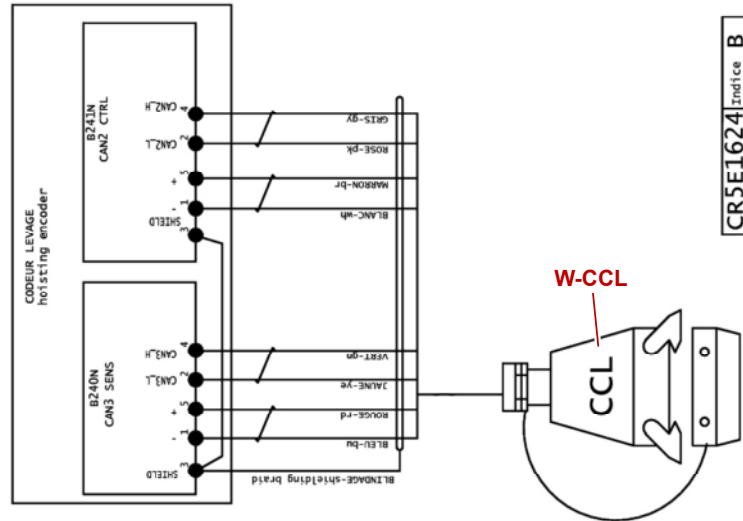 CODEUR LEVAGE
hoisting encoder
B241N
CAN2 CTRL
CAN2_H 4
CAN2_L 2
+ 5
- 1
SHIELD 3
GRIS-gy
ROSE-pk
MARRON-br
BLANC-wh
B240N
CAN3 SENS
CAN3_H 4
CAN3_L 2
+ 5
- 1
SHIELD 3
VERT-gn
JAUNE-ye
ROUGE-rd
BLEU-bu
BLINDAGE-shielding braid
W-CCL
CCL
CR5E1624 Indice B